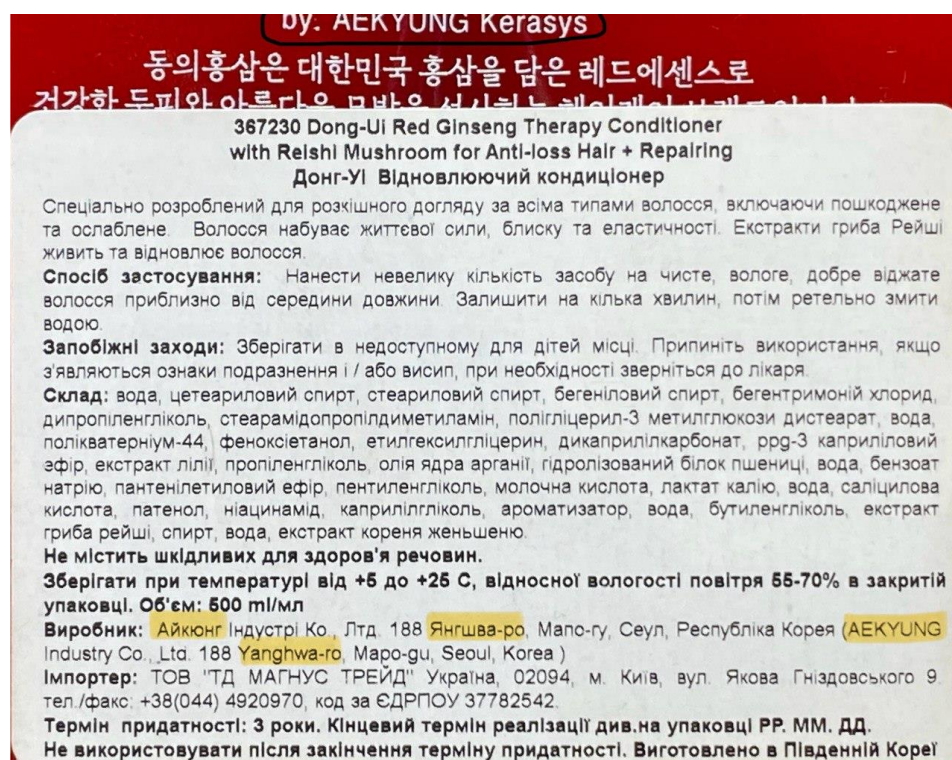 by: AEKYUNG Kerasys
동의홍삼은 대한민국 홍삼을 담은 레드에센스로
367230 Dong-Ui Red Ginseng Therapy Conditioner
with Reishi Mushroom for Anti-loss Hair + Repairing
Донг-Уі Відновлюючий кондиціонер
Спеціально розроблений для розкішного догляду за всіма типами волосся, включаючи пошкоджене
та ослаблене. Волосся набуває життєвої сили, блиску та еластичності. Екстракти гриба Рейші
живить та відновлює волосся.
Спосіб застосування: Нанести невелику кількість засобу на чисте, вологе, добре віджате
волосся приблизно від середини довжини. Залишити на кілька хвилин, потім ретельно змити
водою.
Запобіжні заходи: Зберігати в недоступному для дітей місці. Припиніть використання, якщо
з'являються ознаки подразнення і / або висип, при необхідності зверніться до лікаря.
Склад: вода, цетеариловий спирт, стеариловий спирт, бегеніловий спирт, бегентримоній хлорид,
дипропіленгліколь, стеарамідопропілдиметиламін, полігліцерил-3 метилглюкози дистеарат, вода,
полікватерніум-44, феноксіетанол, етилгексилгліцерин, дикаприлілкарбонат, ppg-3 каприліловий
эфір, екстракт лілії, пропіленгліколь, олія ядра арганії, гідролізований білок пшениці, вода, бензоат
натрію, пантенілетиловий ефір, пентиленгліколь, молочна кислота, лактат калію, вода, саліцилова
кислота, патенол, ніацинамід, каприлілгліколь, ароматизатор, вода, бутиленгліколь, екстракт
гриба рейші, спирт, вода, екстракт кореня женьшеню.
Не містить шкідливих для здоров'я речовин.
Зберігати при температурі від +5 до +25 С, відносної вологості повітря 55-70% в закритій
упаковці. Об'єм: 500 ml/мл
Виробник: Айкюнг Індустрі Ко., Лтд. 188 Янгшва-ро, Мапо-гу, Сеул, Республіка Корея (AEKYUNG
Industry Co., Ltd. 188 Yanghwa-ro, Mapo-gu, Seoul, Korea )
Імпортер: ТОВ "ТД МАГНУС ТРЕЙД" Україна, 02094, м. Київ, вул. Якова Гніздовського 9.
тел./факс: +38(044) 4920970, код за ЄДРПОУ 37782542.
Термін придатності: 3 роки. Кінцевий термін реалізації див.на упаковці РР. ММ. ДД.
Не використовувати після закінчення терміну придатності. Виготовлено в Південній Кореї